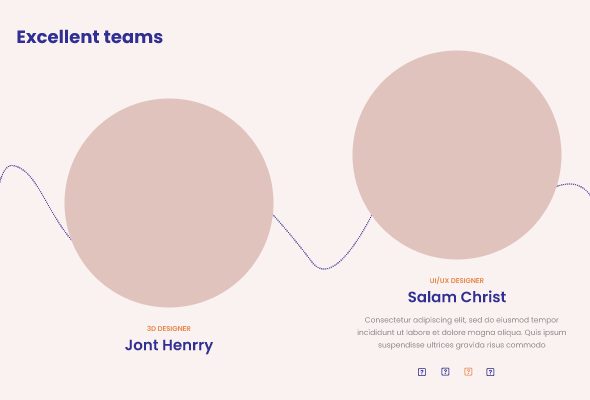 Excellent teams
3D DESIGNER
Jont Henrry
UI/UX DESIGNER
Salam Christ
Consectetur adipiscing elit, sed do eiusmod tempor
incididunt ut labore et dolore magna aliqua. Quis ipsum
suspendisse ultrices gravida risus commodo